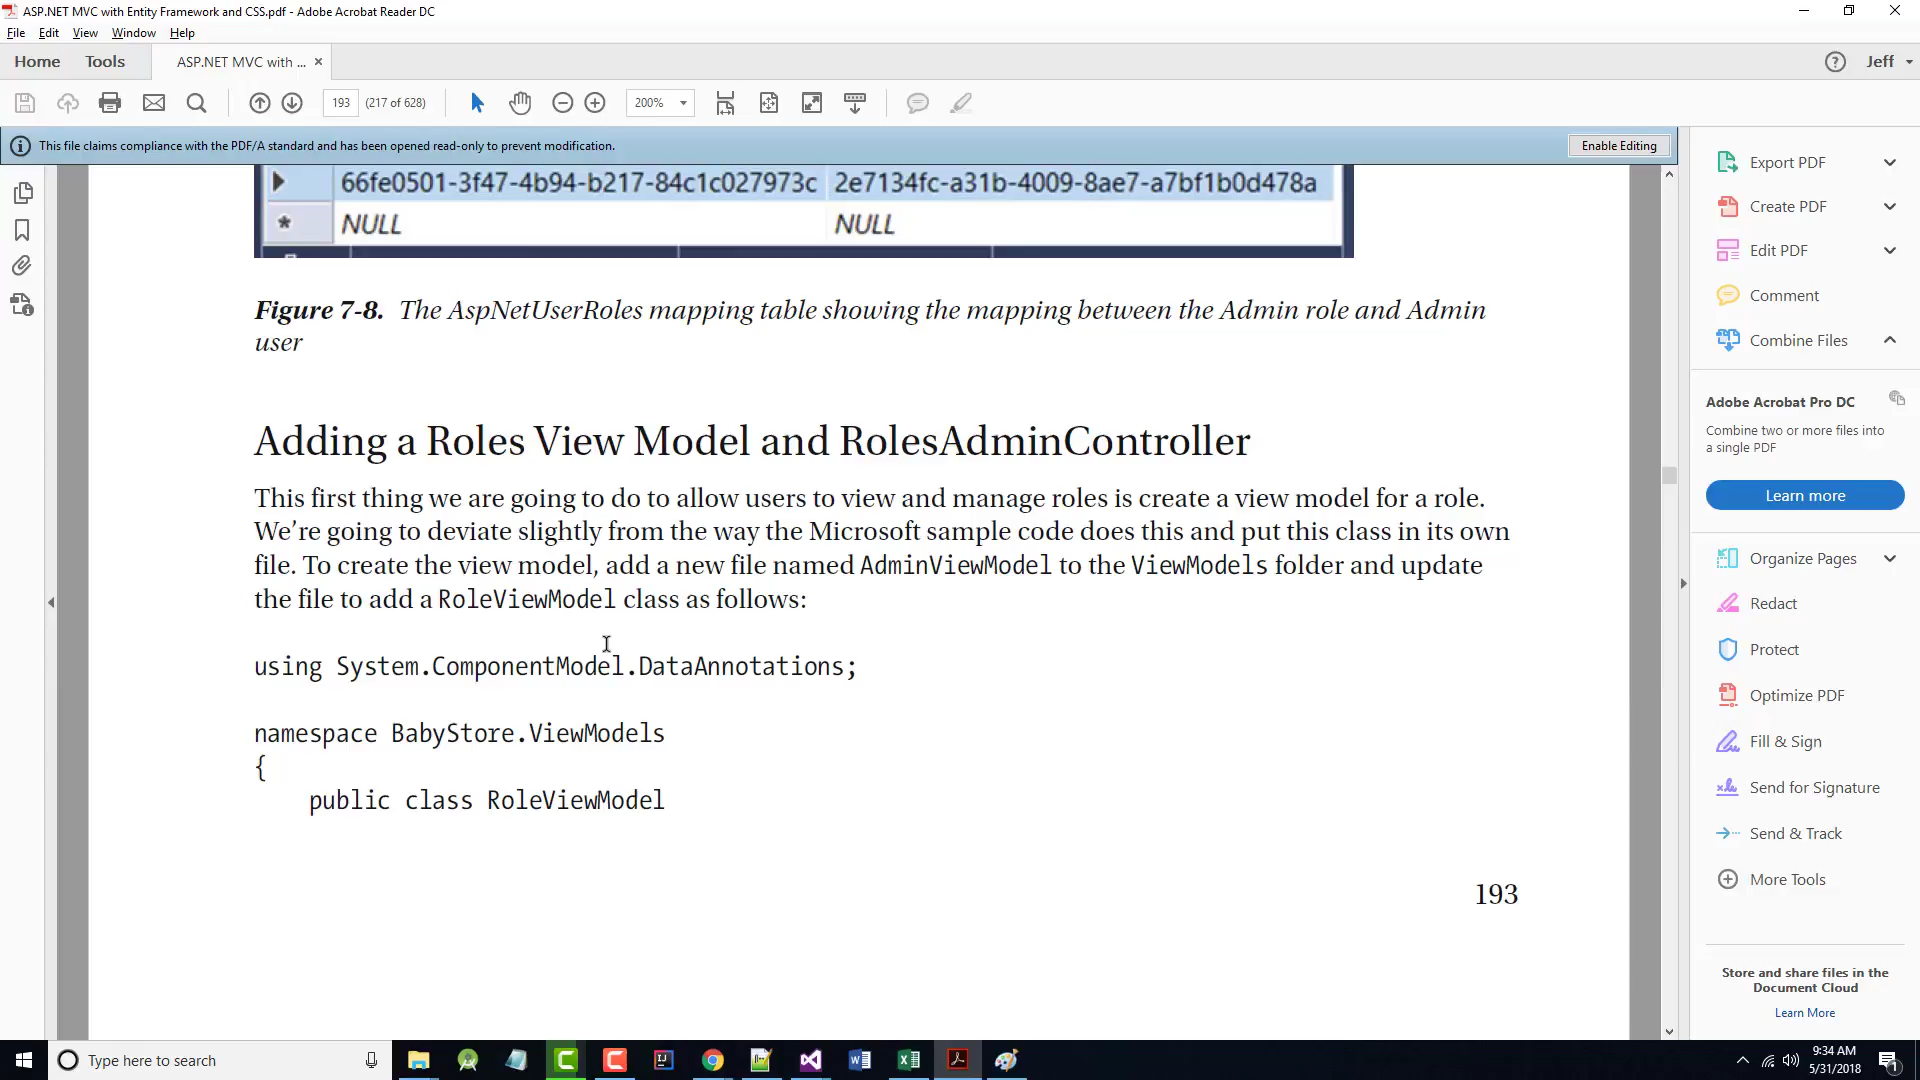 ASP.NET MVC with Entity Framework and CSS.pdf - Adobe Acrobat Reader DC
File Edit View Window Help
Home Tools ASP.NET MVC with ... × Jeff
193 (217 of 628) 200%
This file claims compliance with the PDF/A standard and has been opened read-only to prevent modification. Enable Editing
66fe0501-3f47-4b94-b217-84c1c027973c 2e7134fc-a31b-4009-8ae7-a7bf1b0d478a
* NULL NULL
Figure 7-8. The AspNetUserRoles mapping table showing the mapping between the Admin role and Admin
user
Adding a Roles View Model and RolesAdminController
This first thing we are going to do to allow users to view and manage roles is create a view model for a role.
We’re going to deviate slightly from the way the Microsoft sample code does this and put this class in its own
file. To create the view model, add a new file named AdminViewModel to the ViewModels folder and update
the file to add a RoleViewModel class as follows:
using System.ComponentModel.DataAnnotations;
namespace BabyStore.ViewModels
{
public class RoleViewModel
193
Export PDF
Create PDF
Edit PDF
Comment
Combine Files
Adobe Acrobat Pro DC
Combine two or more files into
a single PDF
Learn more
Organize Pages
Redact
Protect
Optimize PDF
Fill & Sign
Send for Signature
Send & Track
More Tools
Store and share files in the
Document Cloud
Learn More
Type here to search
9:34 AM
5/31/2018
1